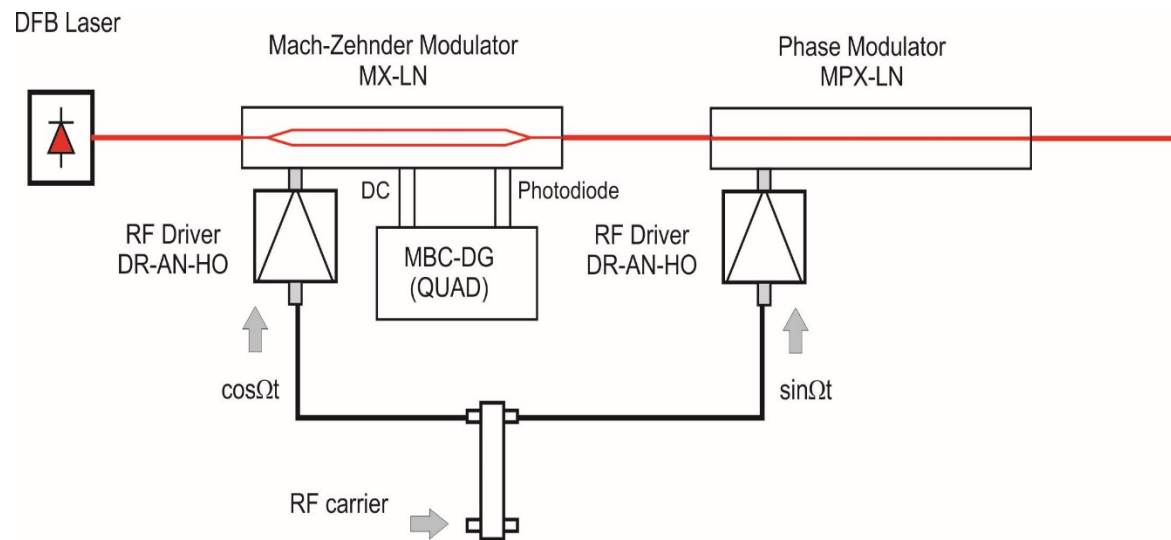 DFB Laser
Mach-Zehnder Modulator
MX-LN
Phase Modulator
MPX-LN
DC
Photodiode
RF Driver
DR-AN-HO
MBC-DG
(QUAD)
RF Driver
DR-AN-HO
cosΩt
sinΩt
RF carrier